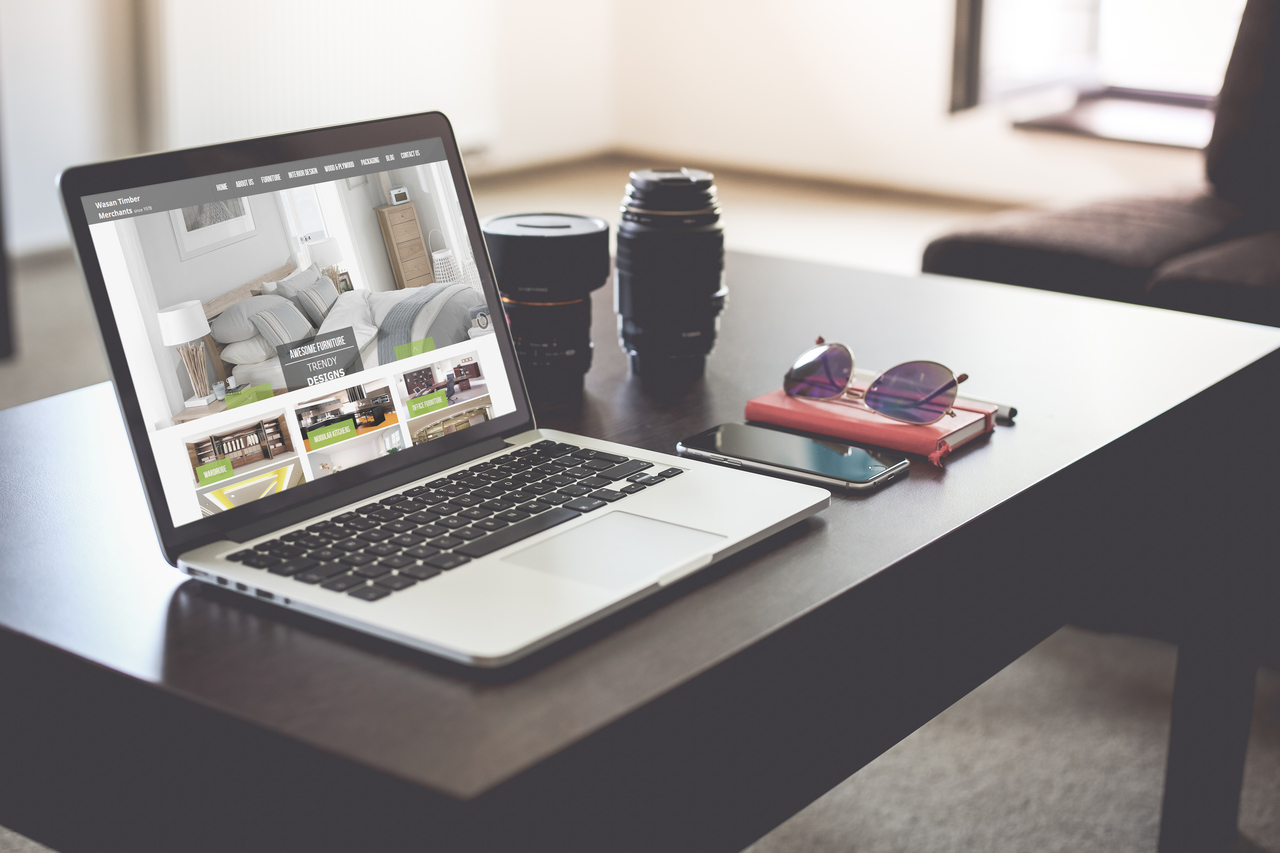 HOME ABOUT US FURNITURE INTERIOR DESIGN WOOD & PLYWOOD PACKAGING BLOG CONTACT US
Wasan Timber
Merchants since 1978
AWESOME FURNITURE
TRENDY
DESIGNS
WARDROBE
MODULAR KITCHENS
OFFICE FURNITURE